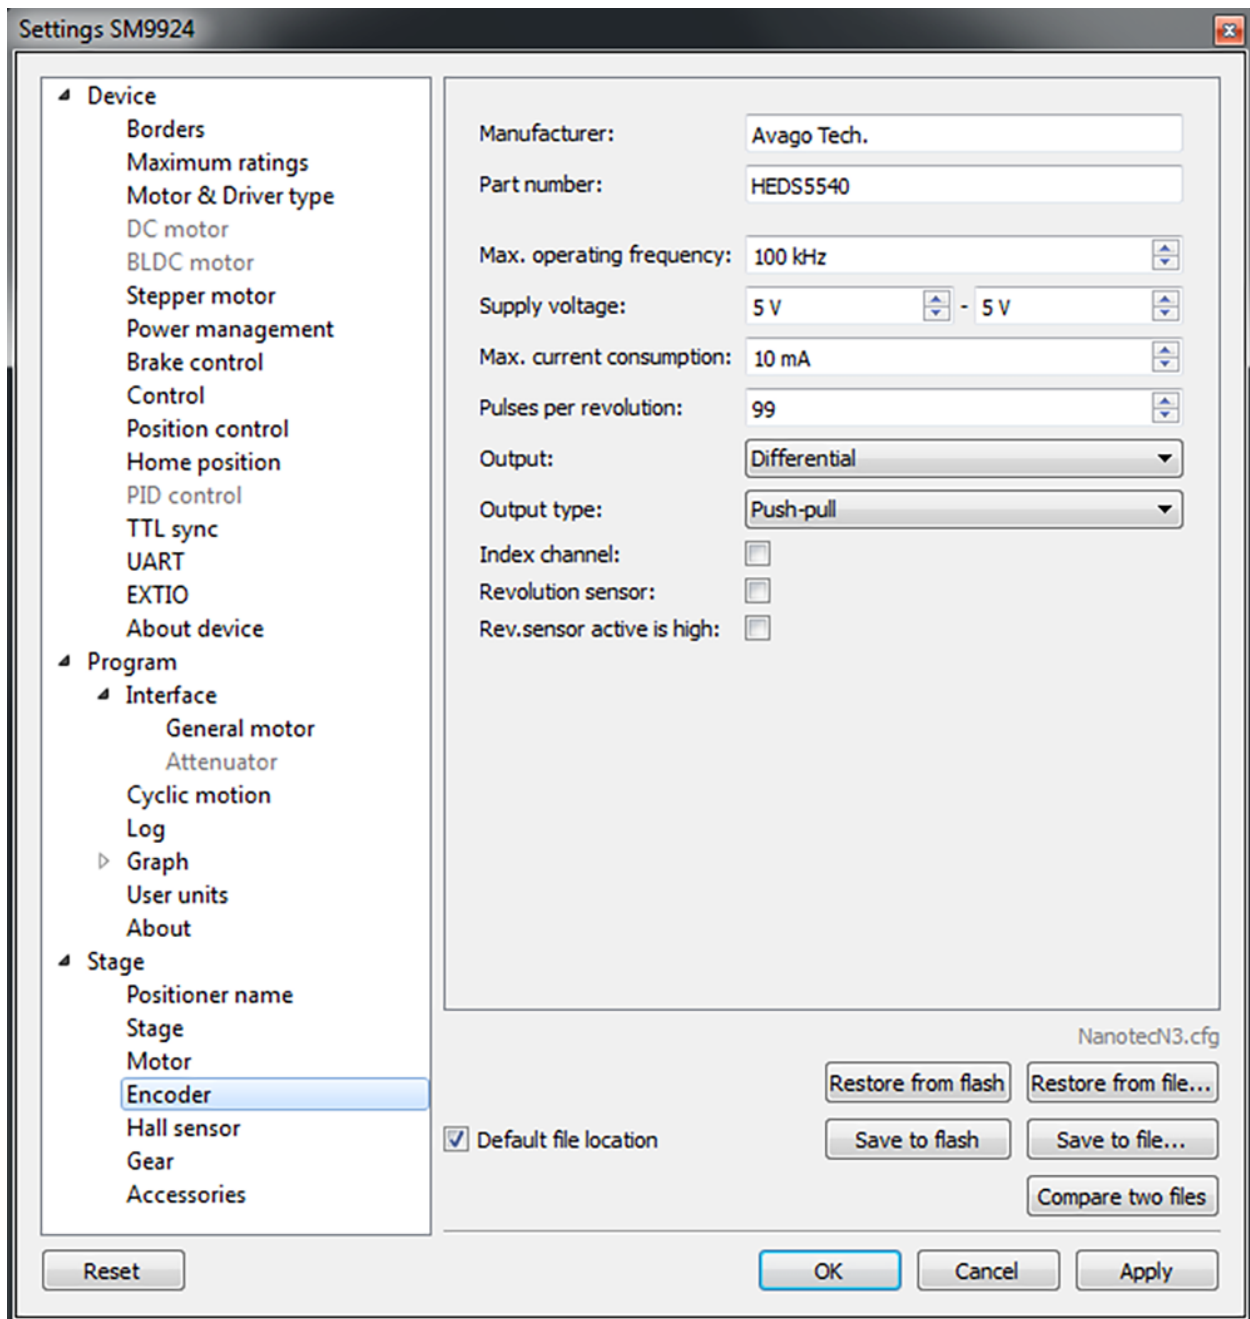 Settings SM9924
Device
Borders
Maximum ratings
Motor & Driver type
DC motor
BLDC motor
Stepper motor
Power management
Brake control
Control
Position control
Home position
PID control
TTL sync
UART
EXTIO
About device
Program
Interface
General motor
Attenuator
Cyclic motion
Log
Graph
User units
About
Stage
Positioner name
Stage
Motor
Encoder
Hall sensor
Gear
Accessories
Manufacturer: Avago Tech.
Part number: HEDS5540
Max. operating frequency: 100 kHz
Supply voltage: 5 V - 5 V
Max. current consumption: 10 mA
Pulses per revolution: 99
Output: Differential
Output type: Push-pull
Index channel:
Revolution sensor:
Rev.sensor active is high:
NanotecN3.cfg
Restore from flash Restore from file...
Default file location Save to flash Save to file...
Compare two files
Reset OK Cancel Apply